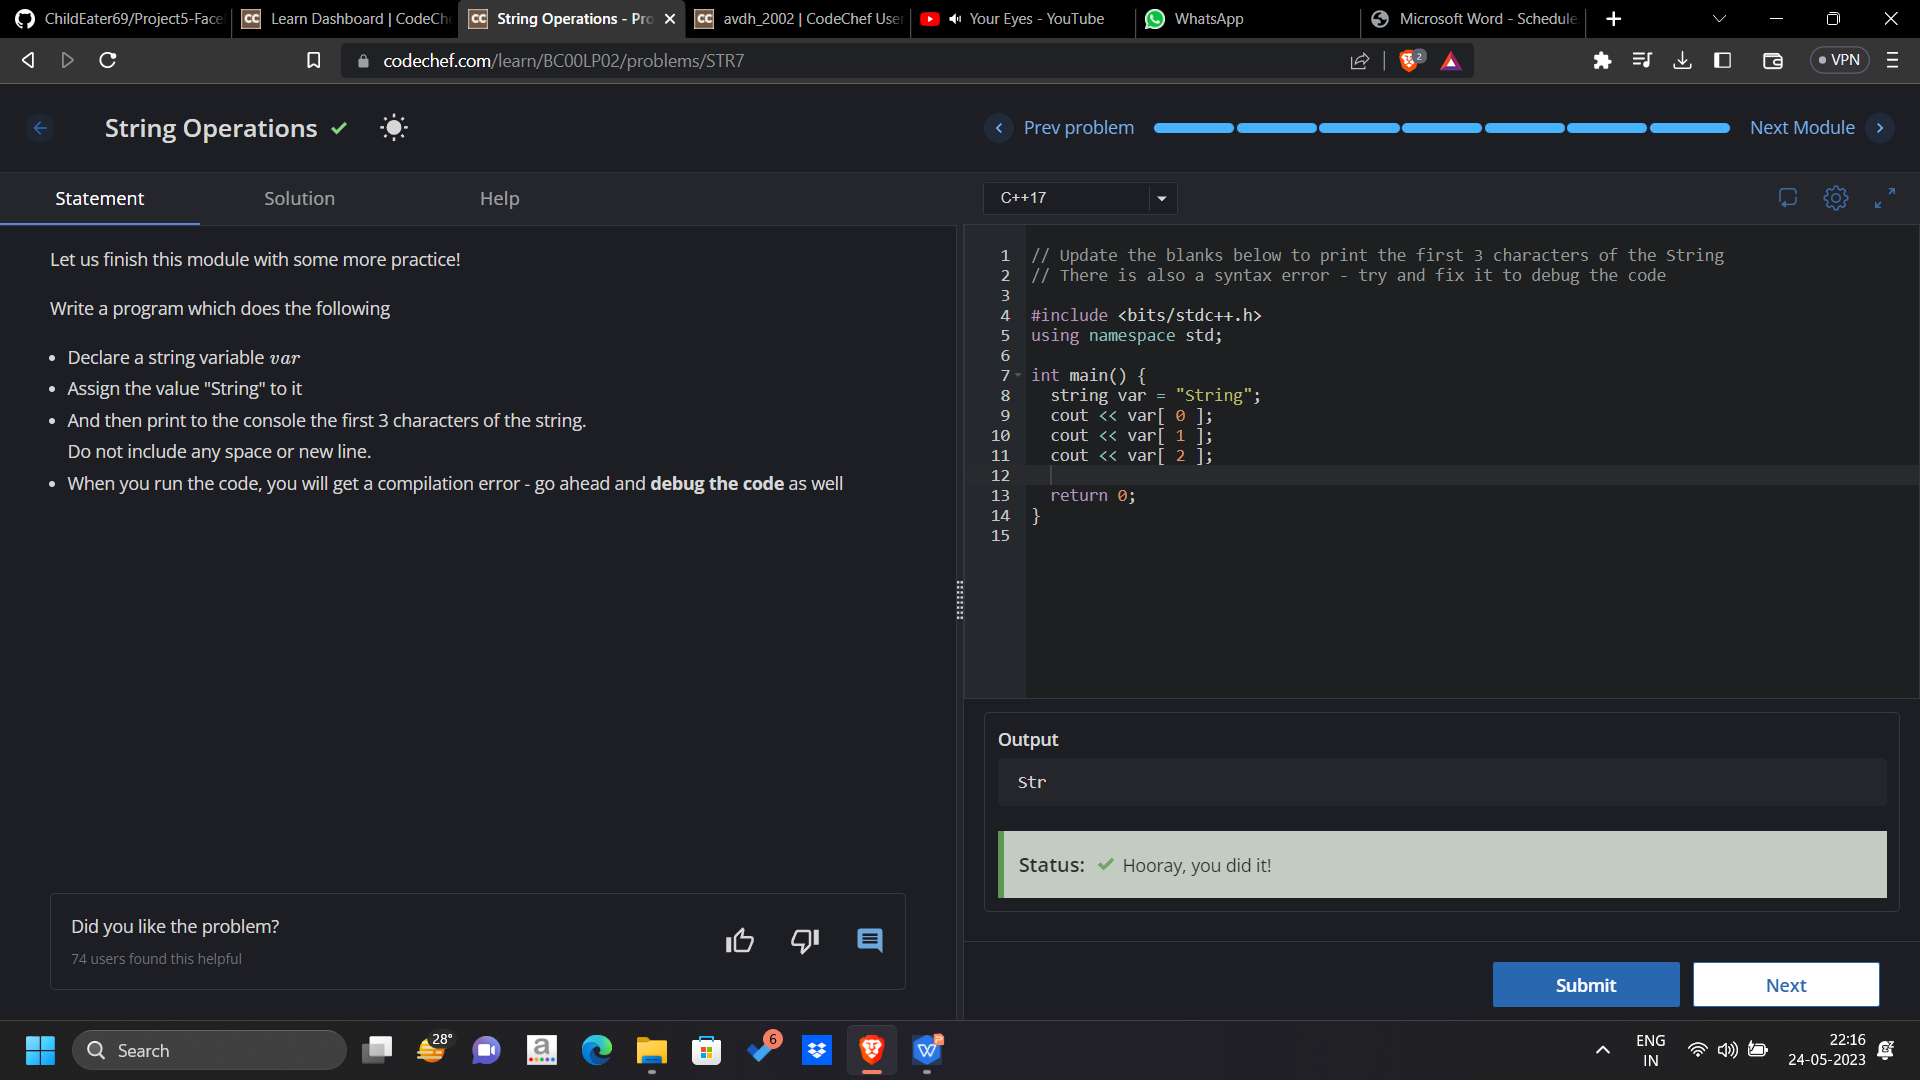 ChildEater69/Project5-Face
Learn Dashboard | CodeChe
String Operations - Pro
avdh_2002 | CodeChef User
Your Eyes - YouTube
WhatsApp
Microsoft Word - Schedule.
codechef.com/learn/BC00LP02/problems/STR7
2
VPN
String Operations
Prev problem
Next Module
Statement
Solution
Help
C++17
Let us finish this module with some more practice!
Write a program which does the following
• Declare a string variable var
• Assign the value "String" to it
• And then print to the console the first 3 characters of the string.
Do not include any space or new line.
• When you run the code, you will get a compilation error - go ahead and debug the code as well
Did you like the problem?
74 users found this helpful
1 // Update the blanks below to print the first 3 characters of the String
2 // There is also a syntax error - try and fix it to debug the code
3
4 #include <bits/stdc++.h>
5 using namespace std;
6
7 int main() {
8 string var = "String";
9 cout << var[ 0 ];
10 cout << var[ 1 ];
11 cout << var[ 2 ];
12
13 return 0;
14 }
15
Output
Str
Status: Hooray, you did it!
Submit
Next
Search
28°
a
6
W
P
ENG
IN
22:16
24-05-2023